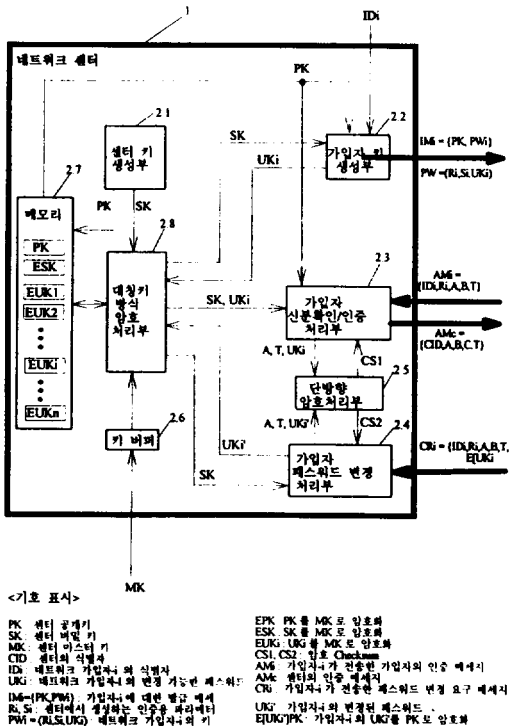 1
IDi
네트워크 센터
PK
21
센터 키
생성부
22
SK
가입자 키
생성부
IMi = {PK, PWi}
PW =(Ri,Si,UKi)
UKi
27
메모리
PK
SK
28
PK
ESK
EUK1
EUK2
EUKi
EUKn
대칭키
방식
암호
처리부
SK, UKi
23
가입자
신분확인/인증
처리부
AMi =
{IDi,Ri,A,B,T}
AMc =
{CID,A,B,C,T}
A, T, UKi
CS1
단방향
암호처리부
25
A, T, UKi'
CS2
26
키 버퍼
UKi'
24
가입자
패스워드 변경
처리부
SK
CRi = {IDi,Ri,A,B,T,
E[UKi
MK
<기호 표시>
PK 센터 공개키
SK : 센터 비밀 키
MK : 센터 마스터 키
CID 센터의 식별자
IDi : 네트워크 가입자-i 의 식별자
UKi : 네트워크 가입자-i의 변경 가능한 패스워드
IMi={PK,PWi} : 가입자-i에 대한 발급 메세
Ri, Si : 센터에서 생성하는 인증용 파라메터
PWi = (Ri,Si,UKi) : 네트워크 가입자-i의 키
EPK PK를 MK로 암호화
ESK : SK를 MK로 암호화
EUKi : UKi를 MK로 암호화
CS1, CS2 : 암호 Checksum
AMi : 가입자-i가 전송한 가입자의 인증 메세지
AMc 센터의 인증 메세지
CRi : 가입자-i가 전송한 패스워드 변경 요구 메세지
UKi' 가입자-i의 변경된 패스워드
E[UKi']PK : 가입자-i의 UKi'를 PK로 암호화